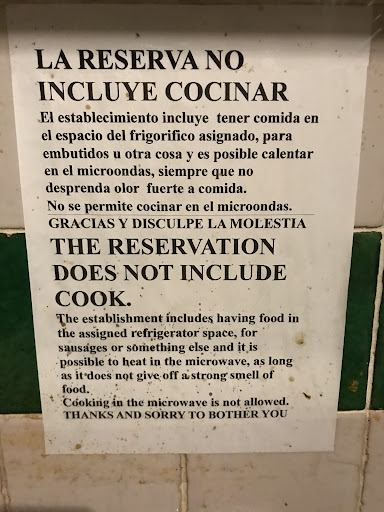 LA RESERVA NO
INCLUYE COCINAR
El establecimiento incluye tener comida en
el espacio del frigorifico asignado, para
embutidos u otra cosa y es posible calentar
en el microondas, siempre que no
desprenda olor fuerte a comida.
No se permite cocinar en el microondas.
GRACIAS Y DISCULPE LA MOLESTIA
THE RESERVATION
DOES NOT INCLUDE
COOK.
The establishment includes having food in
the assigned refrigerator space, for
sausages or something else and it is
possible to heat in the microwave, as long
as it does not give off a strong smell of
food.
Cooking in the microwave is not allowed.
THANKS AND SORRY TO BOTHER YOU